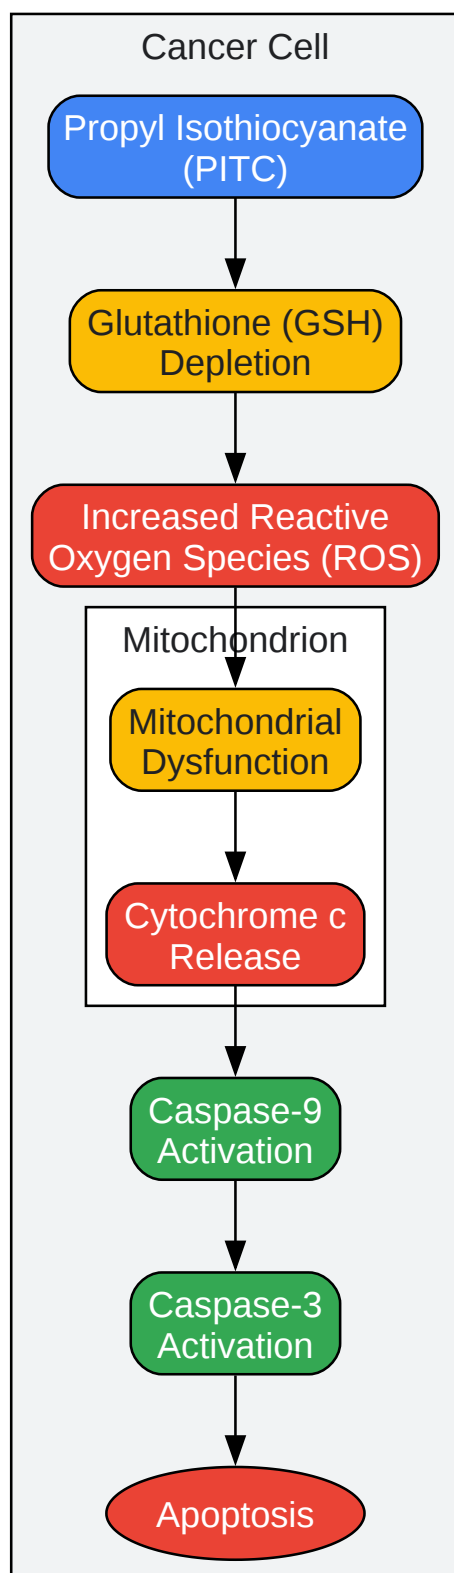 Cancer Cell
Propyl Isothiocyanate
(PITC)
Glutathione (GSH)
Depletion
Increased Reactive
Oxygen Species (ROS)
Mitochondrion
Mitochondrial
Dysfunction
Cytochrome c
Release
Caspase-9
Activation
Caspase-3
Activation
Apoptosis